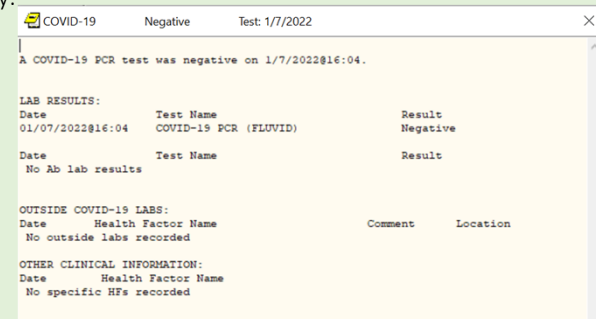 y.
COVID-19 Negative Test: 1/7/2022
A COVID-19 PCR test was negative on 1/7/2022@16:04.
LAB RESULTS:
Date Test Name Result
01/07/2022@16:04 COVID-19 PCR (FLUVID) Negative
Date Test Name Result
No Ab lab results
OUTSIDE COVID-19 LABS:
Date Health Factor Name Comment Location
No outside labs recorded
OTHER CLINICAL INFORMATION:
Date Health Factor Name
No specific HFs recorded